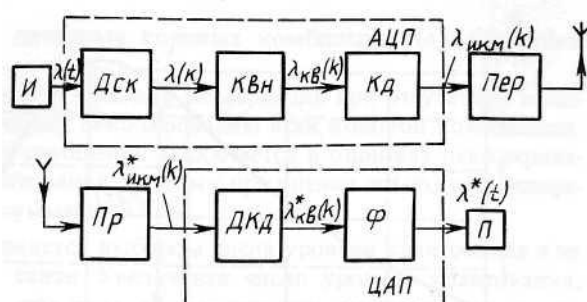 АЦП
И
λ(t)
Дск
λ(к)
Квн
λкв(k)
Кд
λикм(k)
Пер
Пр
λ*икм(k)
ДКд
λ*кв(k)
Ф
λ*(t)
П
ЦАП